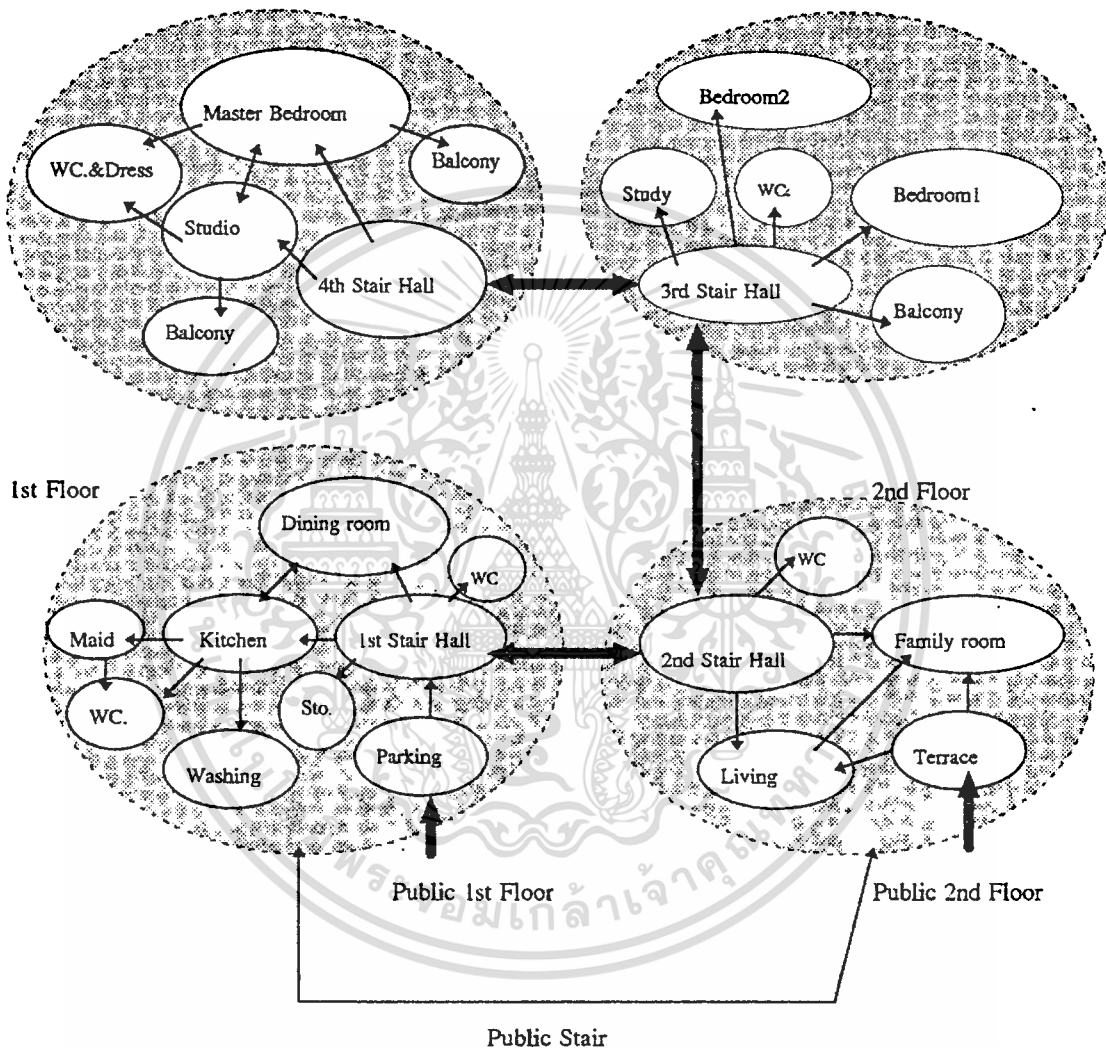 Master Bedroom
WC.&Dress
Balcony
Studio
4th Stair Hall
Balcony
Bedroom2
Study
WC.
Bedroom1
3rd Stair Hall
Balcony
1st Floor
Dining room
WC
Maid
Kitchen
1st Stair Hall
WC.
Sto.
Washing
Parking
2nd Floor
WC
2nd Stair Hall
Family room
Living
Terrace
Public 1st Floor
Public 2nd Floor
Public Stair